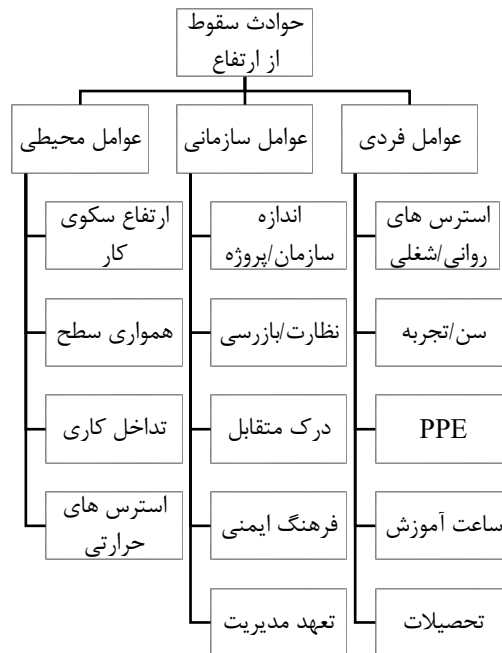 حوادث سقوط
از ارتفاع
عوامل فردی
استرس های
روانی/شغلی
سن/تجربه
PPE
ساعت آموزش
تحصیلات
عوامل سازمانی
اندازه
سازمان/پروژه
نظارت/بازرسی
درک متقابل
فرهنگ ایمنی
تعهد مدیریت
عوامل محیطی
ارتفاع سکوی
کار
همواری سطح
تداخل کاری
استرس های
حرارتی